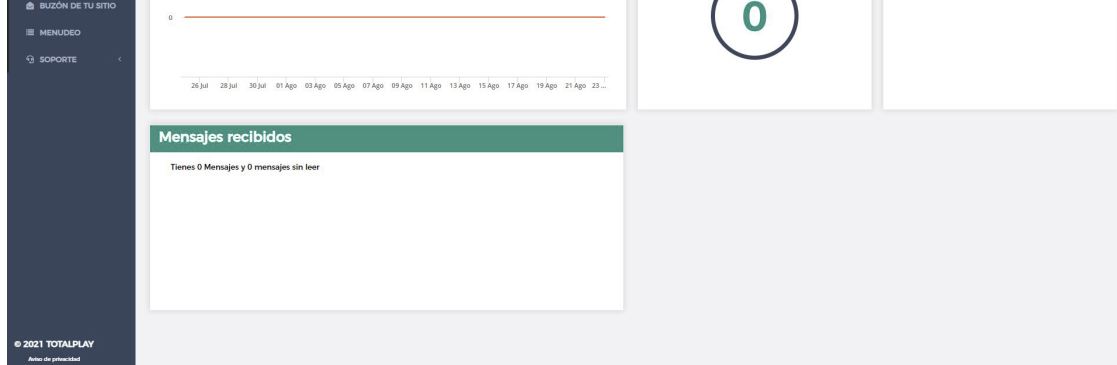 BUZÓN DE TU SITIO
MENUDEO
SOPORTE
0
26 Jul 28 Jul 30 Jul 01 Ago 03 Ago 05 Ago 07 Ago 09 Ago 11 Ago 13 Ago 15 Ago 17 Ago 19 Ago 21 Ago 23 ...
0
Mensajes recibidos
Tienes 0 Mensajes y 0 mensajes sin leer
© 2021 TOTALPLAY
Aviso de privacidad